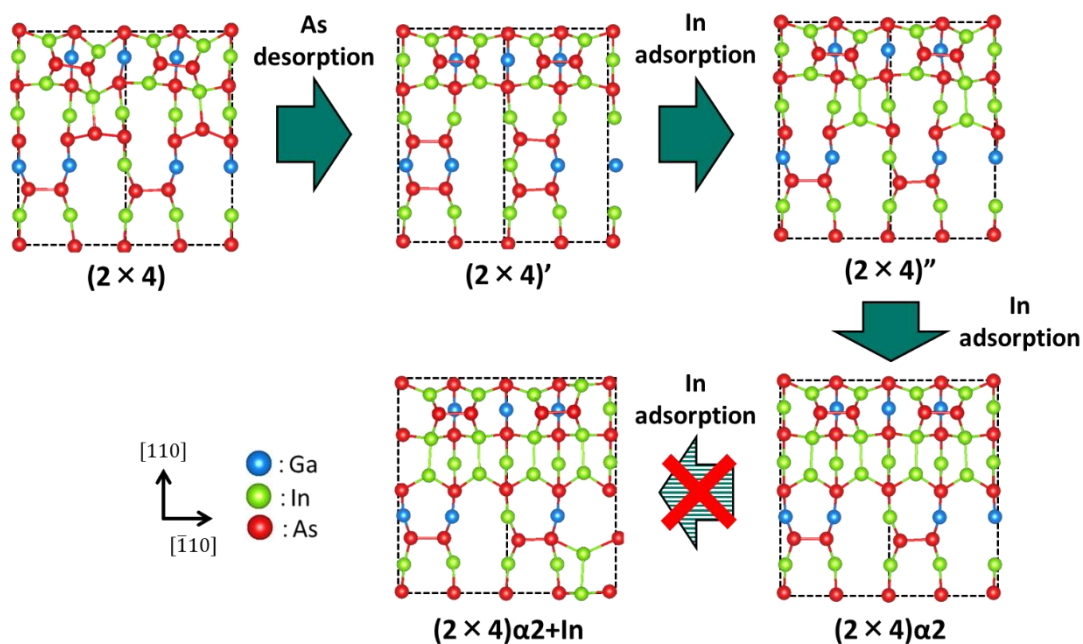 As
desorption
In
adsorption
(2×4)
(2×4)’
(2×4)”
In
adsorption
In
adsorption
[110]
[1̄10]
: Ga
: In
: As
(2×4)α2+In
(2×4)α2